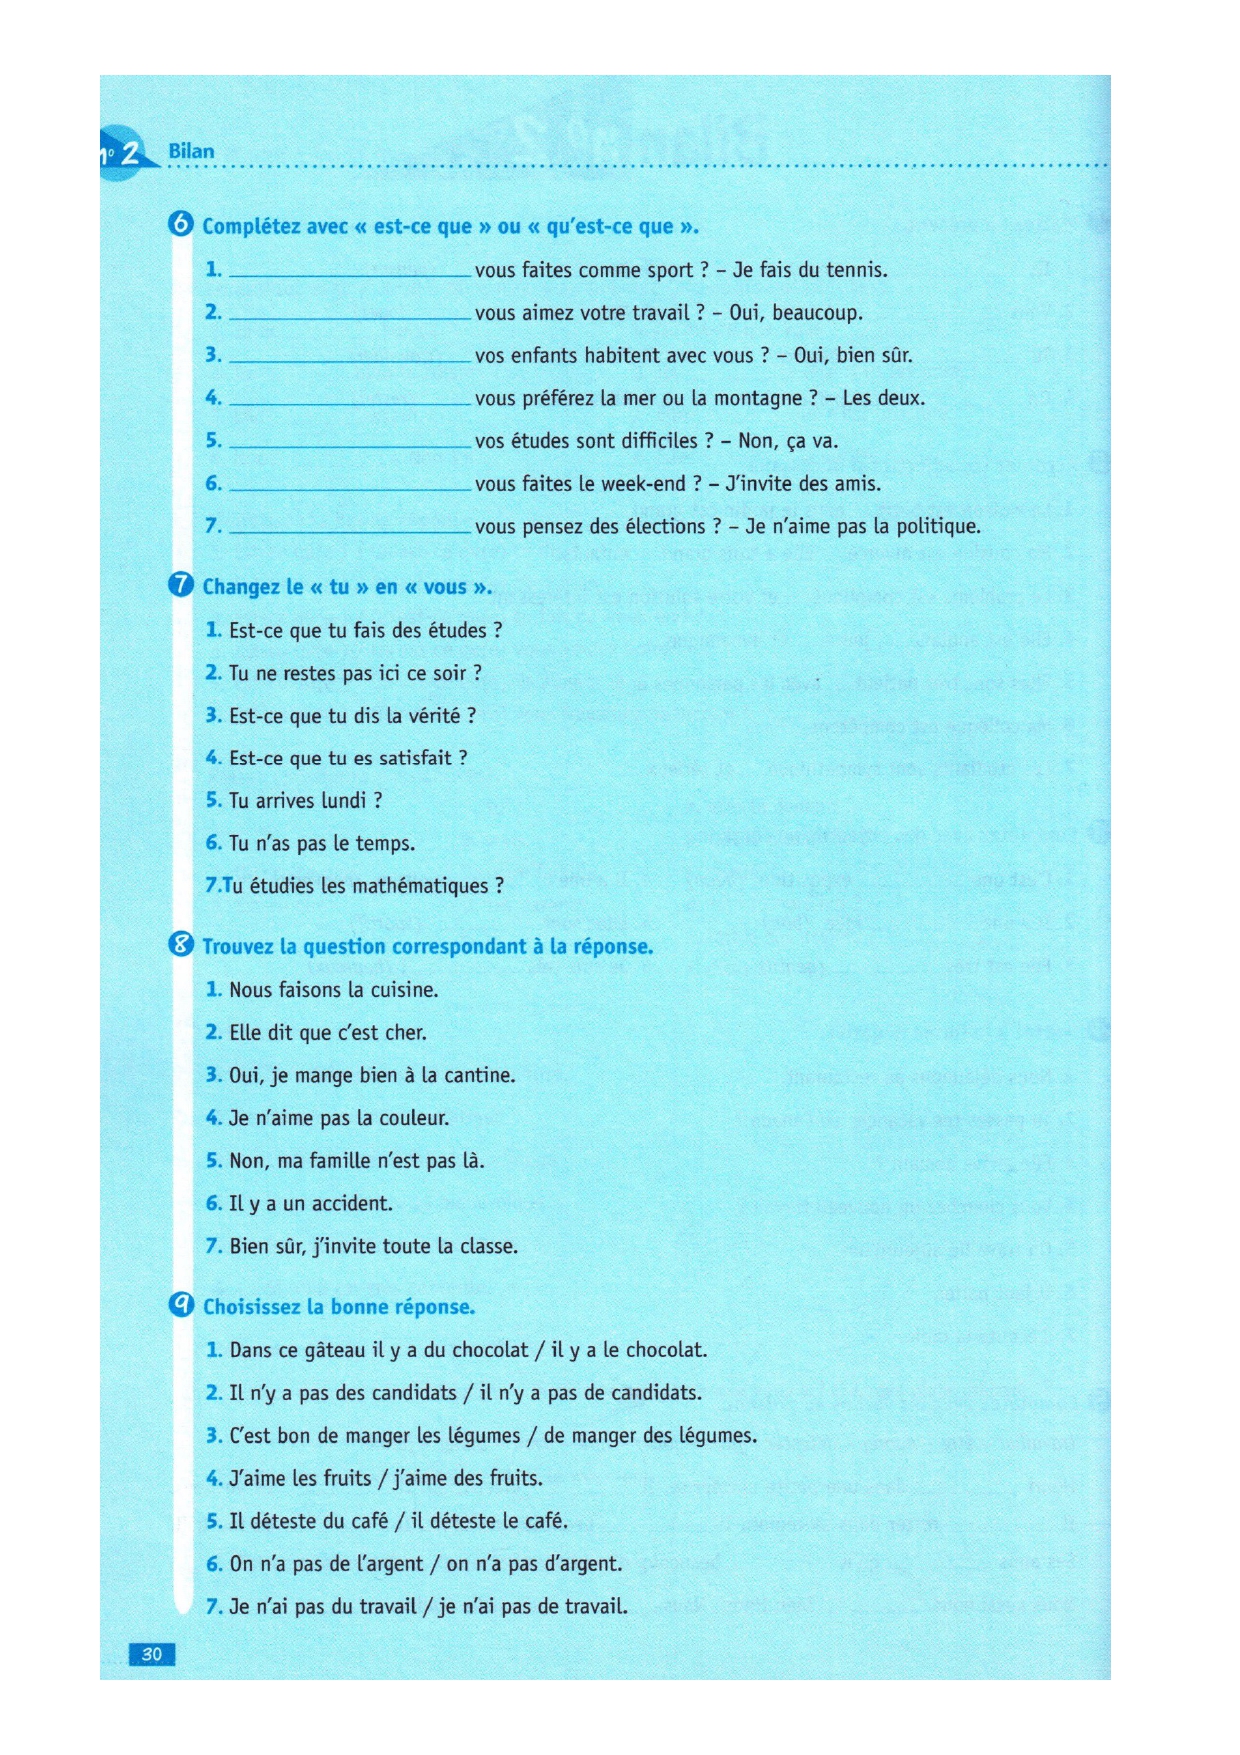 n° 2 Bilan
6 Complétez avec « est-ce que » ou « qu'est-ce que ».
1. ______________ vous faites comme sport ? – Je fais du tennis.
2. ______________ vous aimez votre travail ? – Oui, beaucoup.
3. ______________ vos enfants habitent avec vous ? – Oui, bien sûr.
4. ______________ vous préférez la mer ou la montagne ? – Les deux.
5. ______________ vos études sont difficiles ? – Non, ça va.
6. ______________ vous faites le week-end ? – J'invite des amis.
7. ______________ vous pensez des élections ? – Je n'aime pas la politique.
7 Changez le « tu » en « vous ».
1. Est-ce que tu fais des études ?
2. Tu ne restes pas ici ce soir ?
3. Est-ce que tu dis la vérité ?
4. Est-ce que tu es satisfait ?
5. Tu arrives lundi ?
6. Tu n'as pas le temps.
7.Tu étudies les mathématiques ?
8 Trouvez la question correspondant à la réponse.
1. Nous faisons la cuisine.
2. Elle dit que c'est cher.
3. Oui, je mange bien à la cantine.
4. Je n'aime pas la couleur.
5. Non, ma famille n'est pas là.
6. Il y a un accident.
7. Bien sûr, j'invite toute la classe.
9 Choisissez la bonne réponse.
1. Dans ce gâteau il y a du chocolat / il y a le chocolat.
2. Il n'y a pas des candidats / il n'y a pas de candidats.
3. C'est bon de manger les légumes / de manger des légumes.
4. J'aime les fruits / j'aime des fruits.
5. Il déteste du café / il déteste le café.
6. On n'a pas de l'argent / on n'a pas d'argent.
7. Je n'ai pas du travail / je n'ai pas de travail.
30